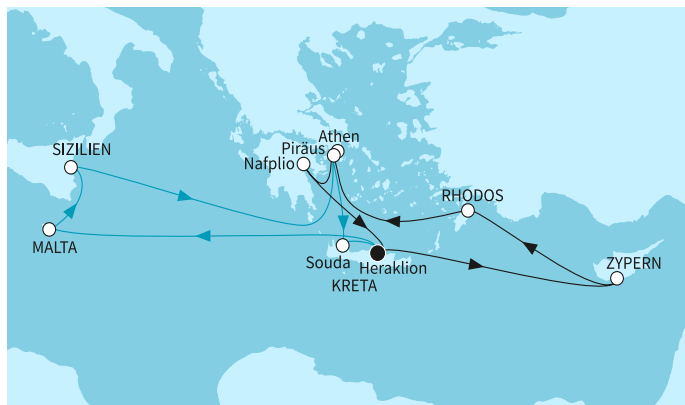 Athen
SIZILIEN
Piräus
Nafplio
RHODOS
MALTA
Souda
Heraklion
ZYPERN
KRETA